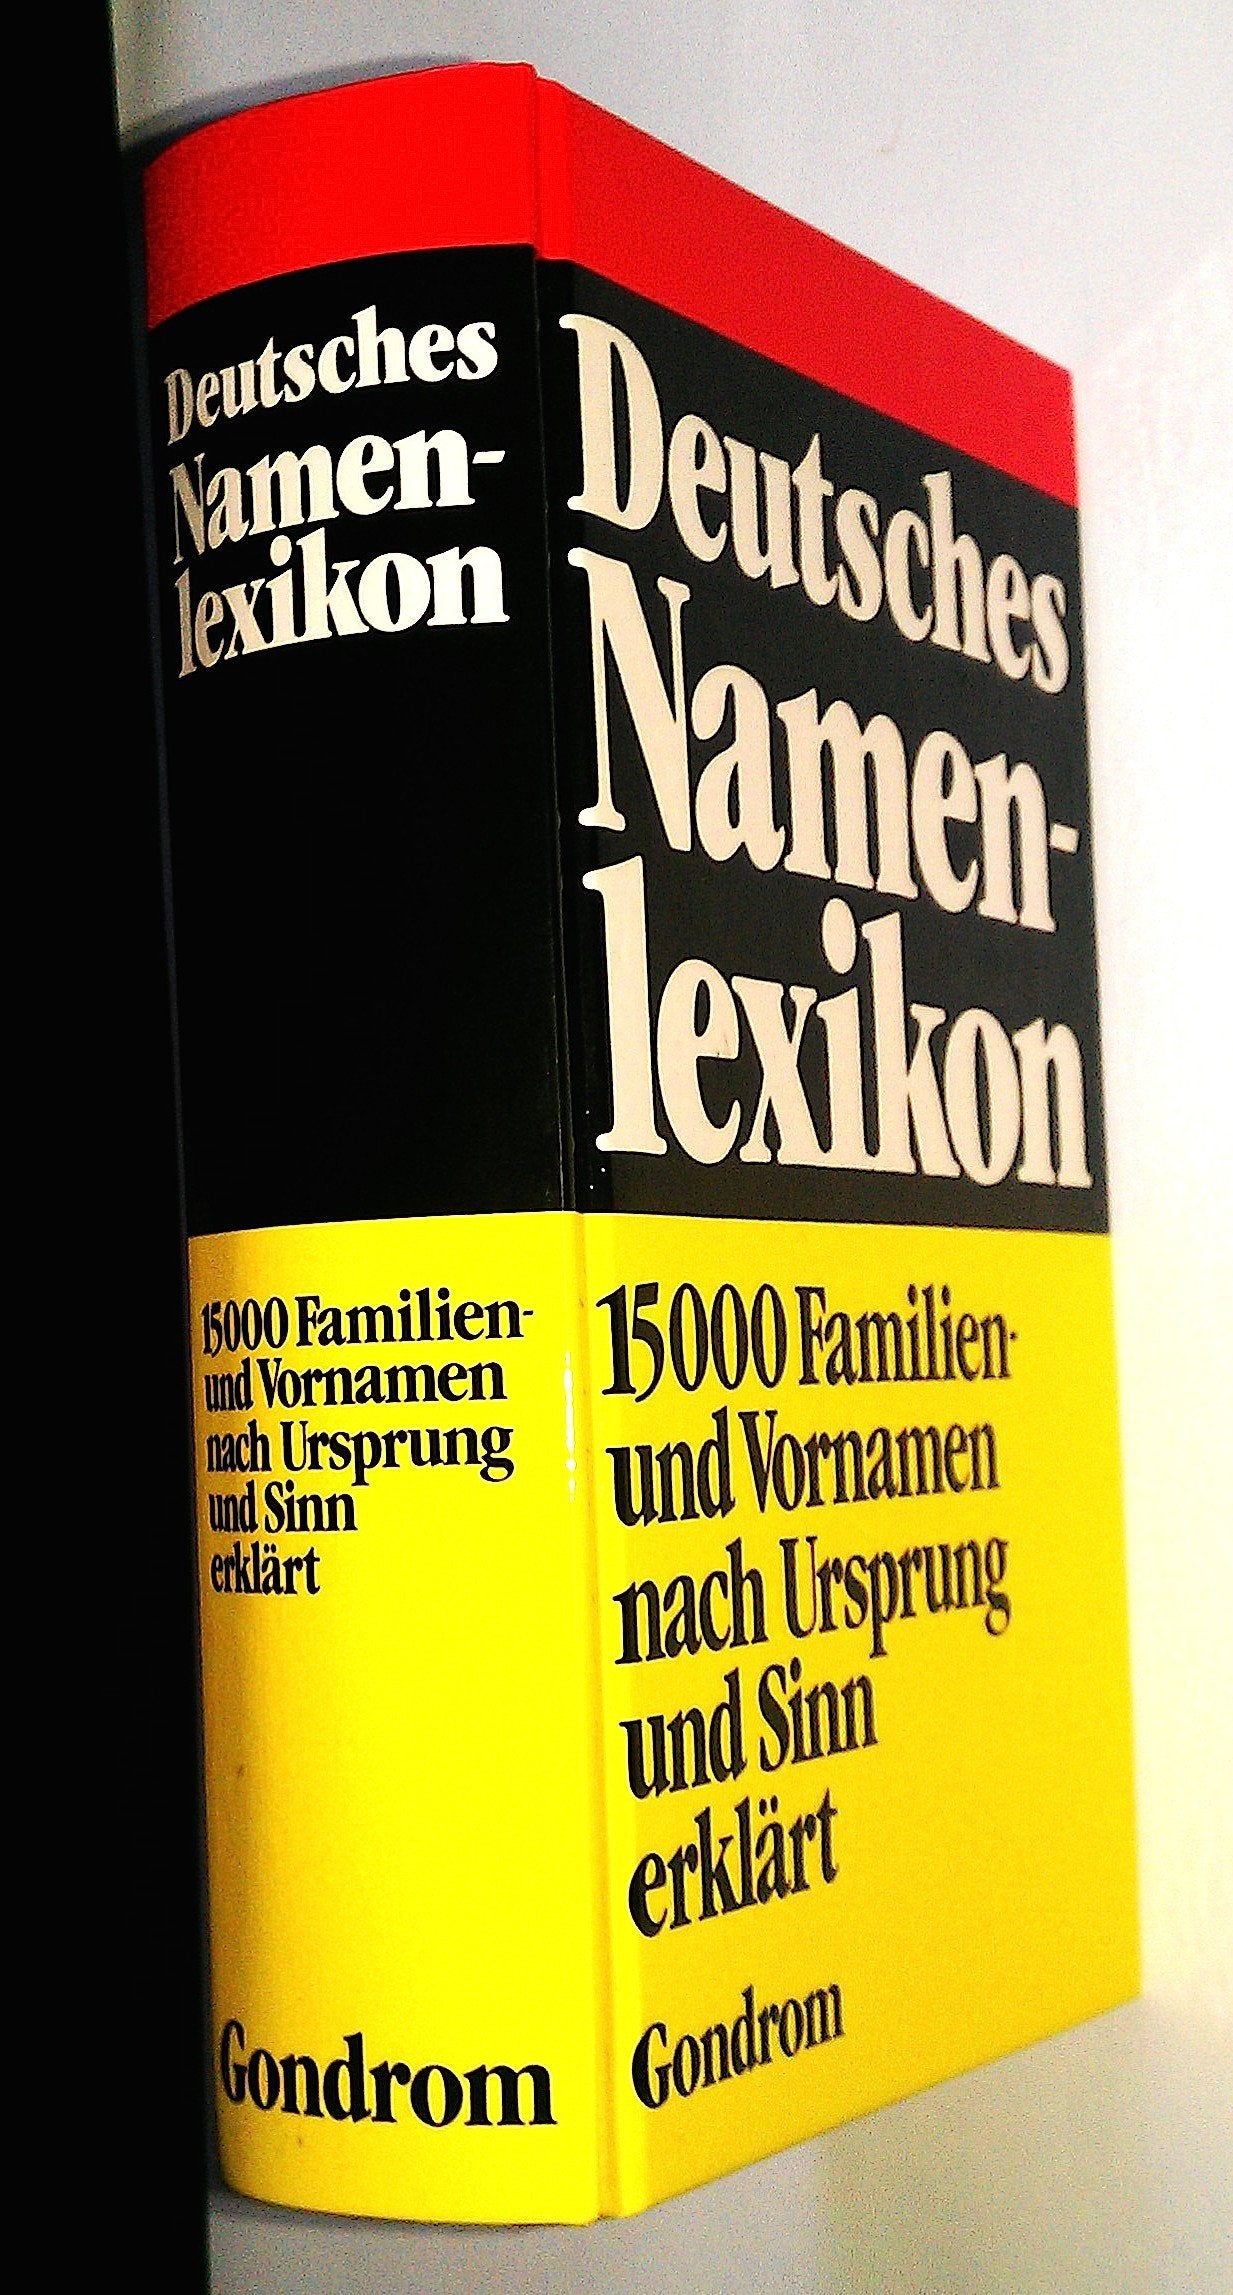 Deutsches
Namen-
lexikon
15000 Familien-
und Vornamen
nach Ursprung
und Sinn
erklärt
Gondrom
Deutsches
Namen-
lexikon
15000 Familien-
und Vornamen
nach Ursprung
und Sinn
erklärt
Gondrom